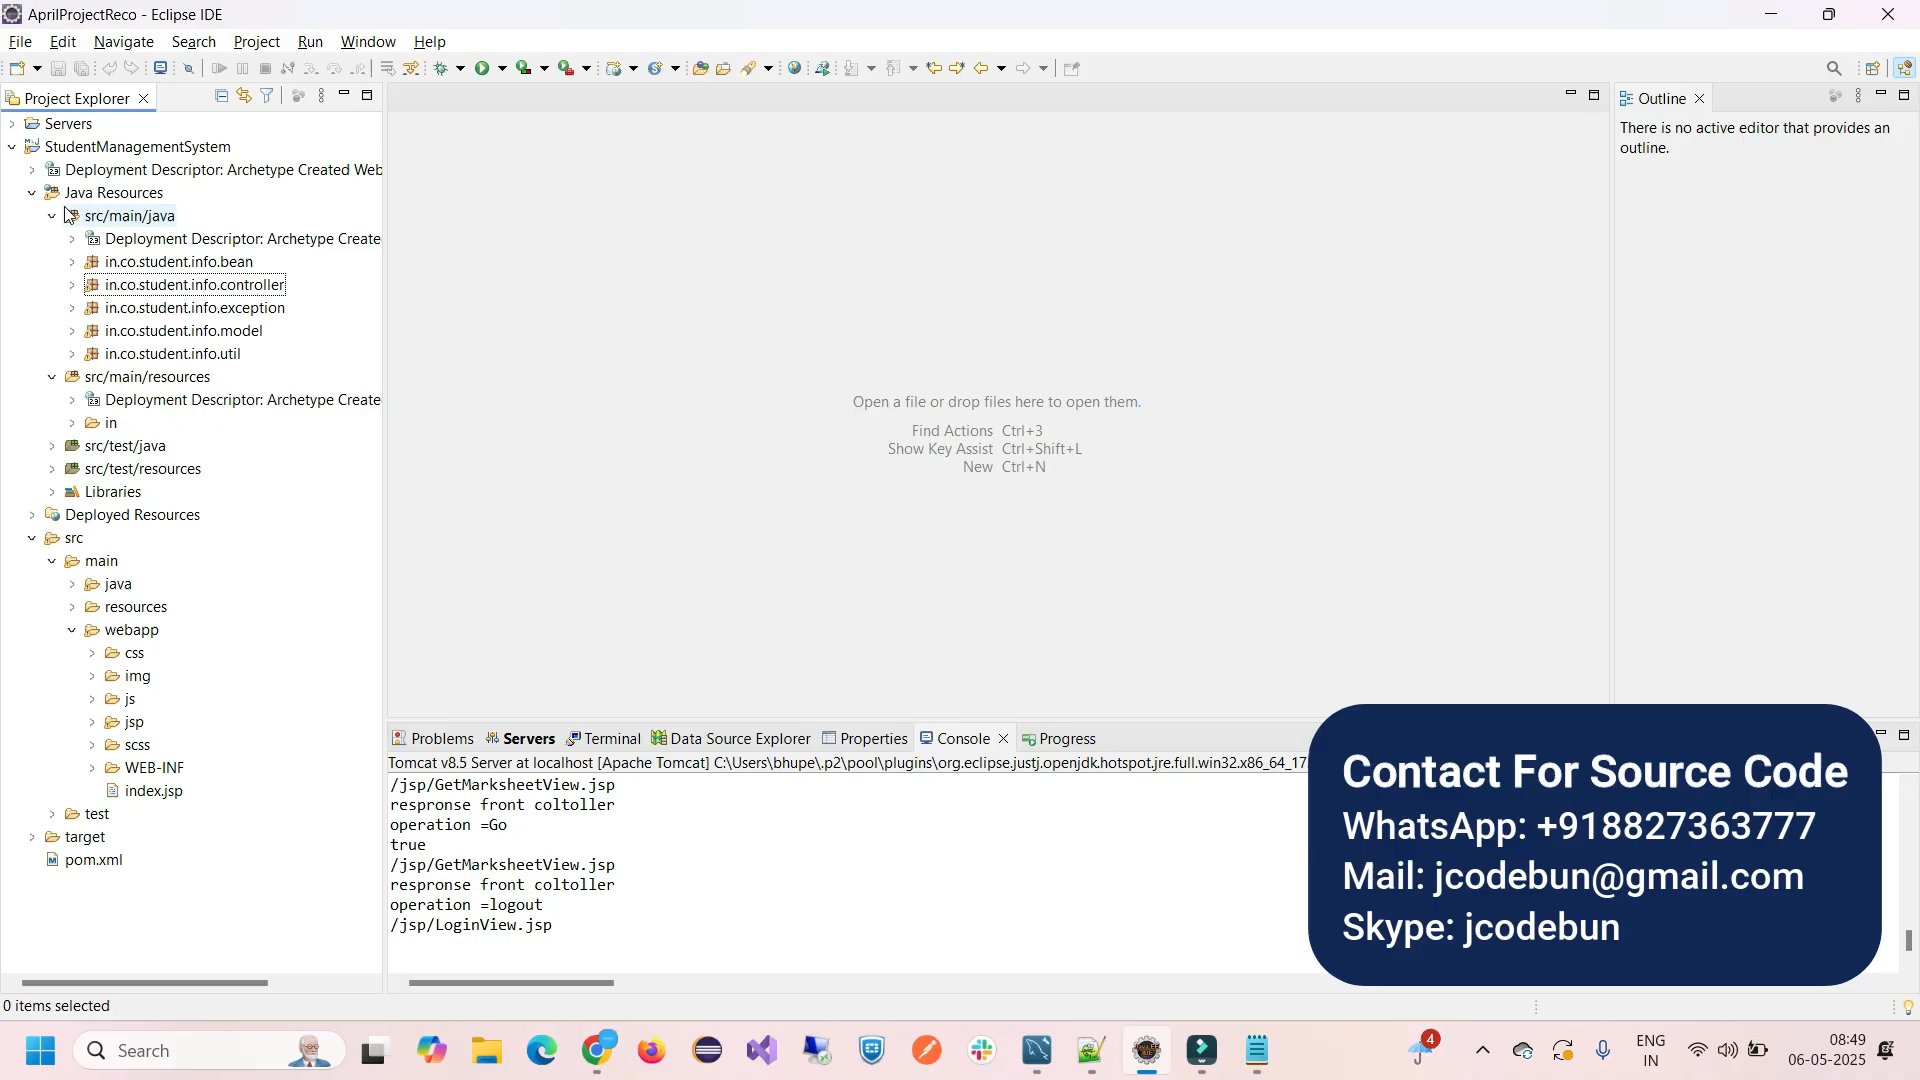 AprilProjectReco - Eclipse IDE
File Edit Navigate Search Project Run Window Help
Project Explorer
Servers
StudentManagementSystem
Deployment Descriptor: Archetype Created Web
Java Resources
src/main/java
Deployment Descriptor: Archetype Create
in.co.student.info.bean
in.co.student.info.controller
in.co.student.info.exception
in.co.student.info.model
in.co.student.info.util
src/main/resources
Deployment Descriptor: Archetype Create
in
src/test/java
src/test/resources
Libraries
Deployed Resources
src
main
java
resources
webapp
css
img
js
jsp
scss
WEB-INF
index.jsp
test
target
pom.xml
Open a file or drop files here to open them.
Find Actions Ctrl+3
Show Key Assist Ctrl+Shift+L
New Ctrl+N
Outline
There is no active editor that provides an
outline.
Problems Servers Terminal Data Source Explorer Properties Console Progress
Tomcat v8.5 Server at localhost [Apache Tomcat] C:\Users\bhupe\.p2\pool\plugins\org.eclipse.justj.openjdk.hotspot.jre.full.win32.x86_64_17
/jsp/GetMarksheetView.jsp
respronse front coltoller
operation =Go
true
/jsp/GetMarksheetView.jsp
respronse front coltoller
operation =logout
/jsp/LoginView.jsp
Contact For Source Code
WhatsApp: +918827363777
Mail: jcodebun@gmail.com
Skype: jcodebun
0 items selected
Search
4
ENG
IN
08:49
06-05-2025